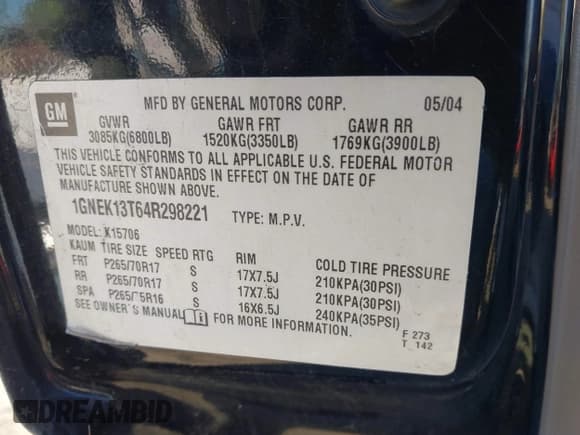 GM
MFD BY GENERAL MOTORS CORP. 05/04
GVWR GAWR FRT GAWR RR
3085KG(6800LB) 1520KG(3350LB) 1769KG(3900LB)
THIS VEHICLE CONFORMS TO ALL APPLICABLE U.S. FEDERAL MOTOR
VEHICLE SAFETY STANDARDS IN EFFECT ON THE DATE OF
MANUFACTURE SHOWN ABOVE.
1GNEK13T64R298221 TYPE: M.P.V.
MODEL: K15706
KAUM TIRE SIZE SPEED RTG RIM COLD TIRE PRESSURE
FRT P265/70R17 S 17X7.5J 210KPA(30PSI)
RR P265/70R17 S 17X7.5J 210KPA(30PSI)
SPA S 16X6.5J 240KPA(35PSI)
SEE OWNER'S MANUAL FOR MORE INFORMATION.
F 273
T 142
DREAMBID